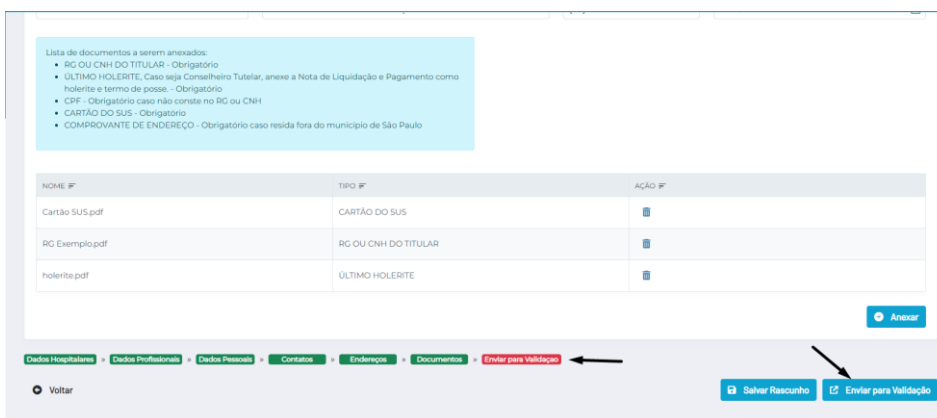 Lista de documentos a serem anexados:
• RG OU CNH DO TITULAR - Obrigatório
• ÚLTIMO HOLERITE, Caso seja Conselheiro Tutelar, anexe a Nota de Liquidação e Pagamento como
holerite e termo de posse. - Obrigatório
• CPF - Obrigatório caso não conste no RG ou CNH
• CARTÃO DO SUS - Obrigatório
• COMPROVANTE DE ENDEREÇO - Obrigatório caso resida fora do município de São Paulo
NOME TIPO AÇÃO
Cartão SUS.pdf CARTÃO DO SUS
RG Exemplo.pdf RG OU CNH DO TITULAR
holerite.pdf ÚLTIMO HOLERITE
Anexar
Dados Hospitalares » Dados Profissionais » Dados Pessoais » Contatos » Endereços » Documentos » Enviar para Validaçao
Voltar Salvar Rascunho Enviar para Validação